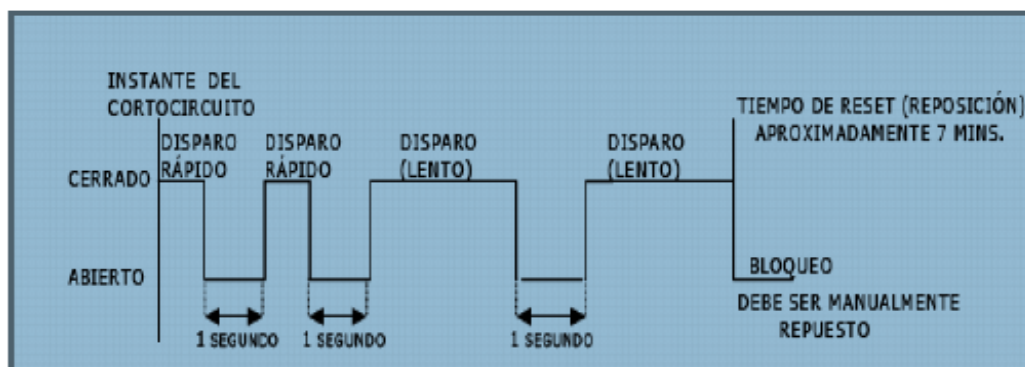 INSTANTE DEL
CORTOCIRCUITO
TIEMPO DE RESET (REPOSICIÓN)
APROXIMADAMENTE 7 MINS.
DISPARO
RÁPIDO
DISPARO
RÁPIDO
DISPARO
(LENTO)
DISPARO
(LENTO)
CERRADO
ABIERTO
BLOQUEO
DEBE SER MANUALMENTE
REPUESTO
1 SEGUNDO
1 SEGUNDO
1 SEGUNDO